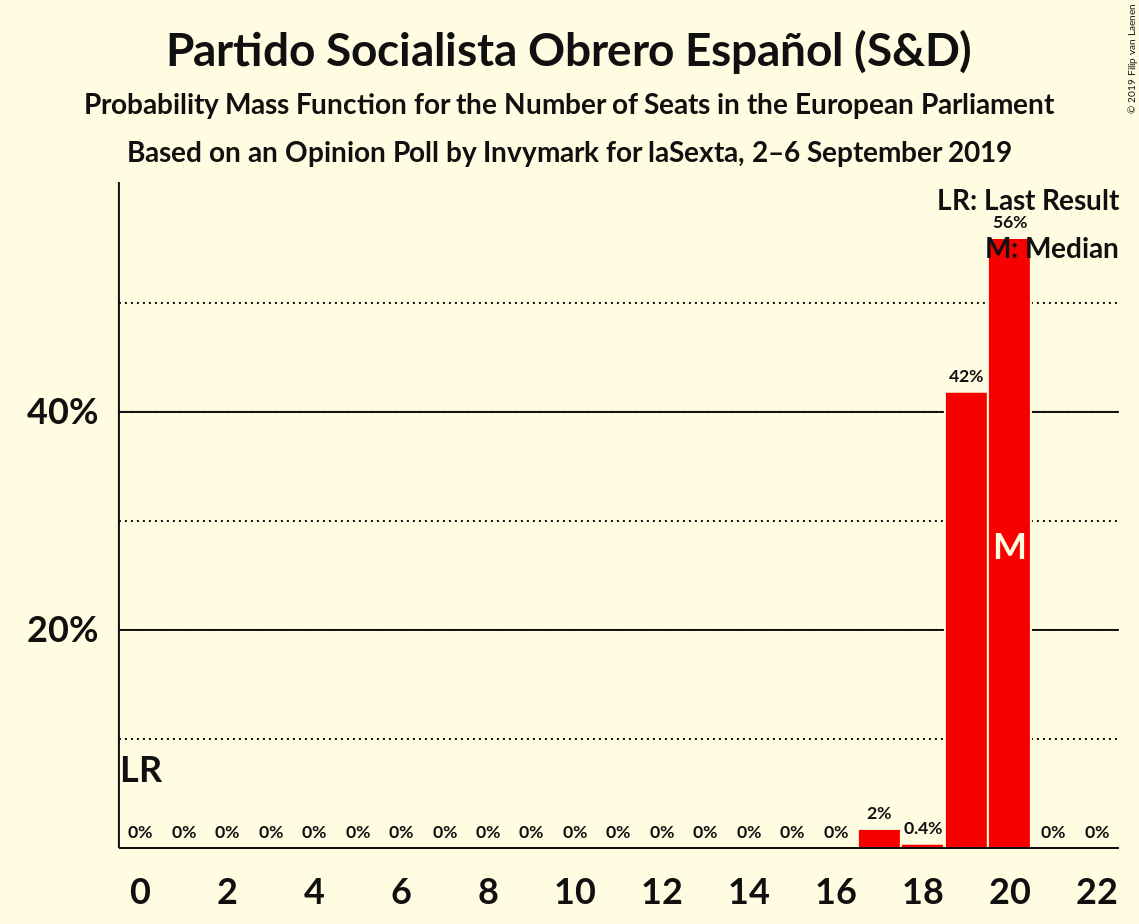 Partido Socialista Obrero Español (S&D)
Probability Mass Function for the Number of Seats in the European Parliament
Based on an Opinion Poll by Invymark for laSexta, 2–6 September 2019
© 2019 Filip van Laenen
LR: Last Result
56%
M: Median
42%
40%
M
20%
LR
0% 0% 0% 0% 0% 0% 0% 0% 0% 0% 0% 0% 0% 0% 0% 0% 0% 2% 0.4% 0% 0%
0 2 4 6 8 10 12 14 16 18 20 22